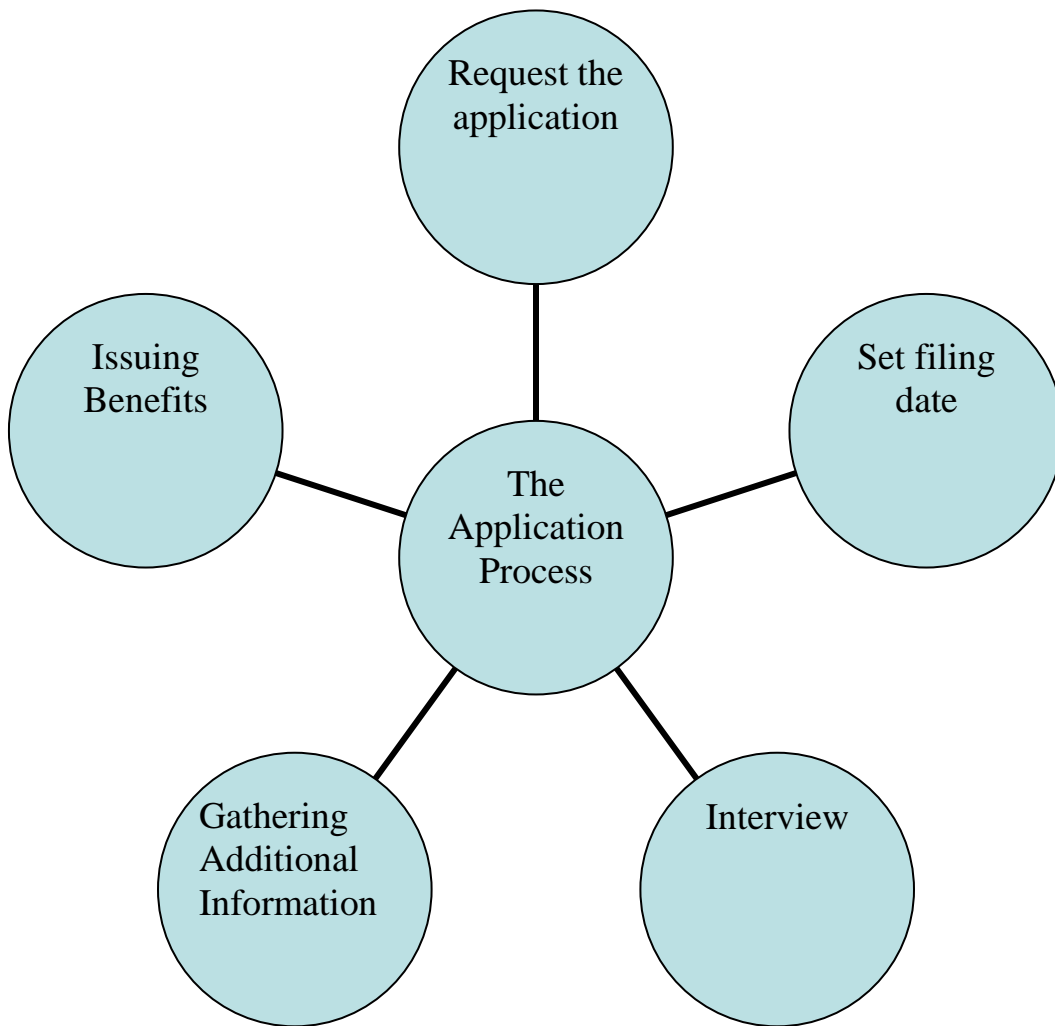 Request the
application
Issuing
Benefits
Set filing
date
The
Application
Process
Gathering
Additional
Information
Interview